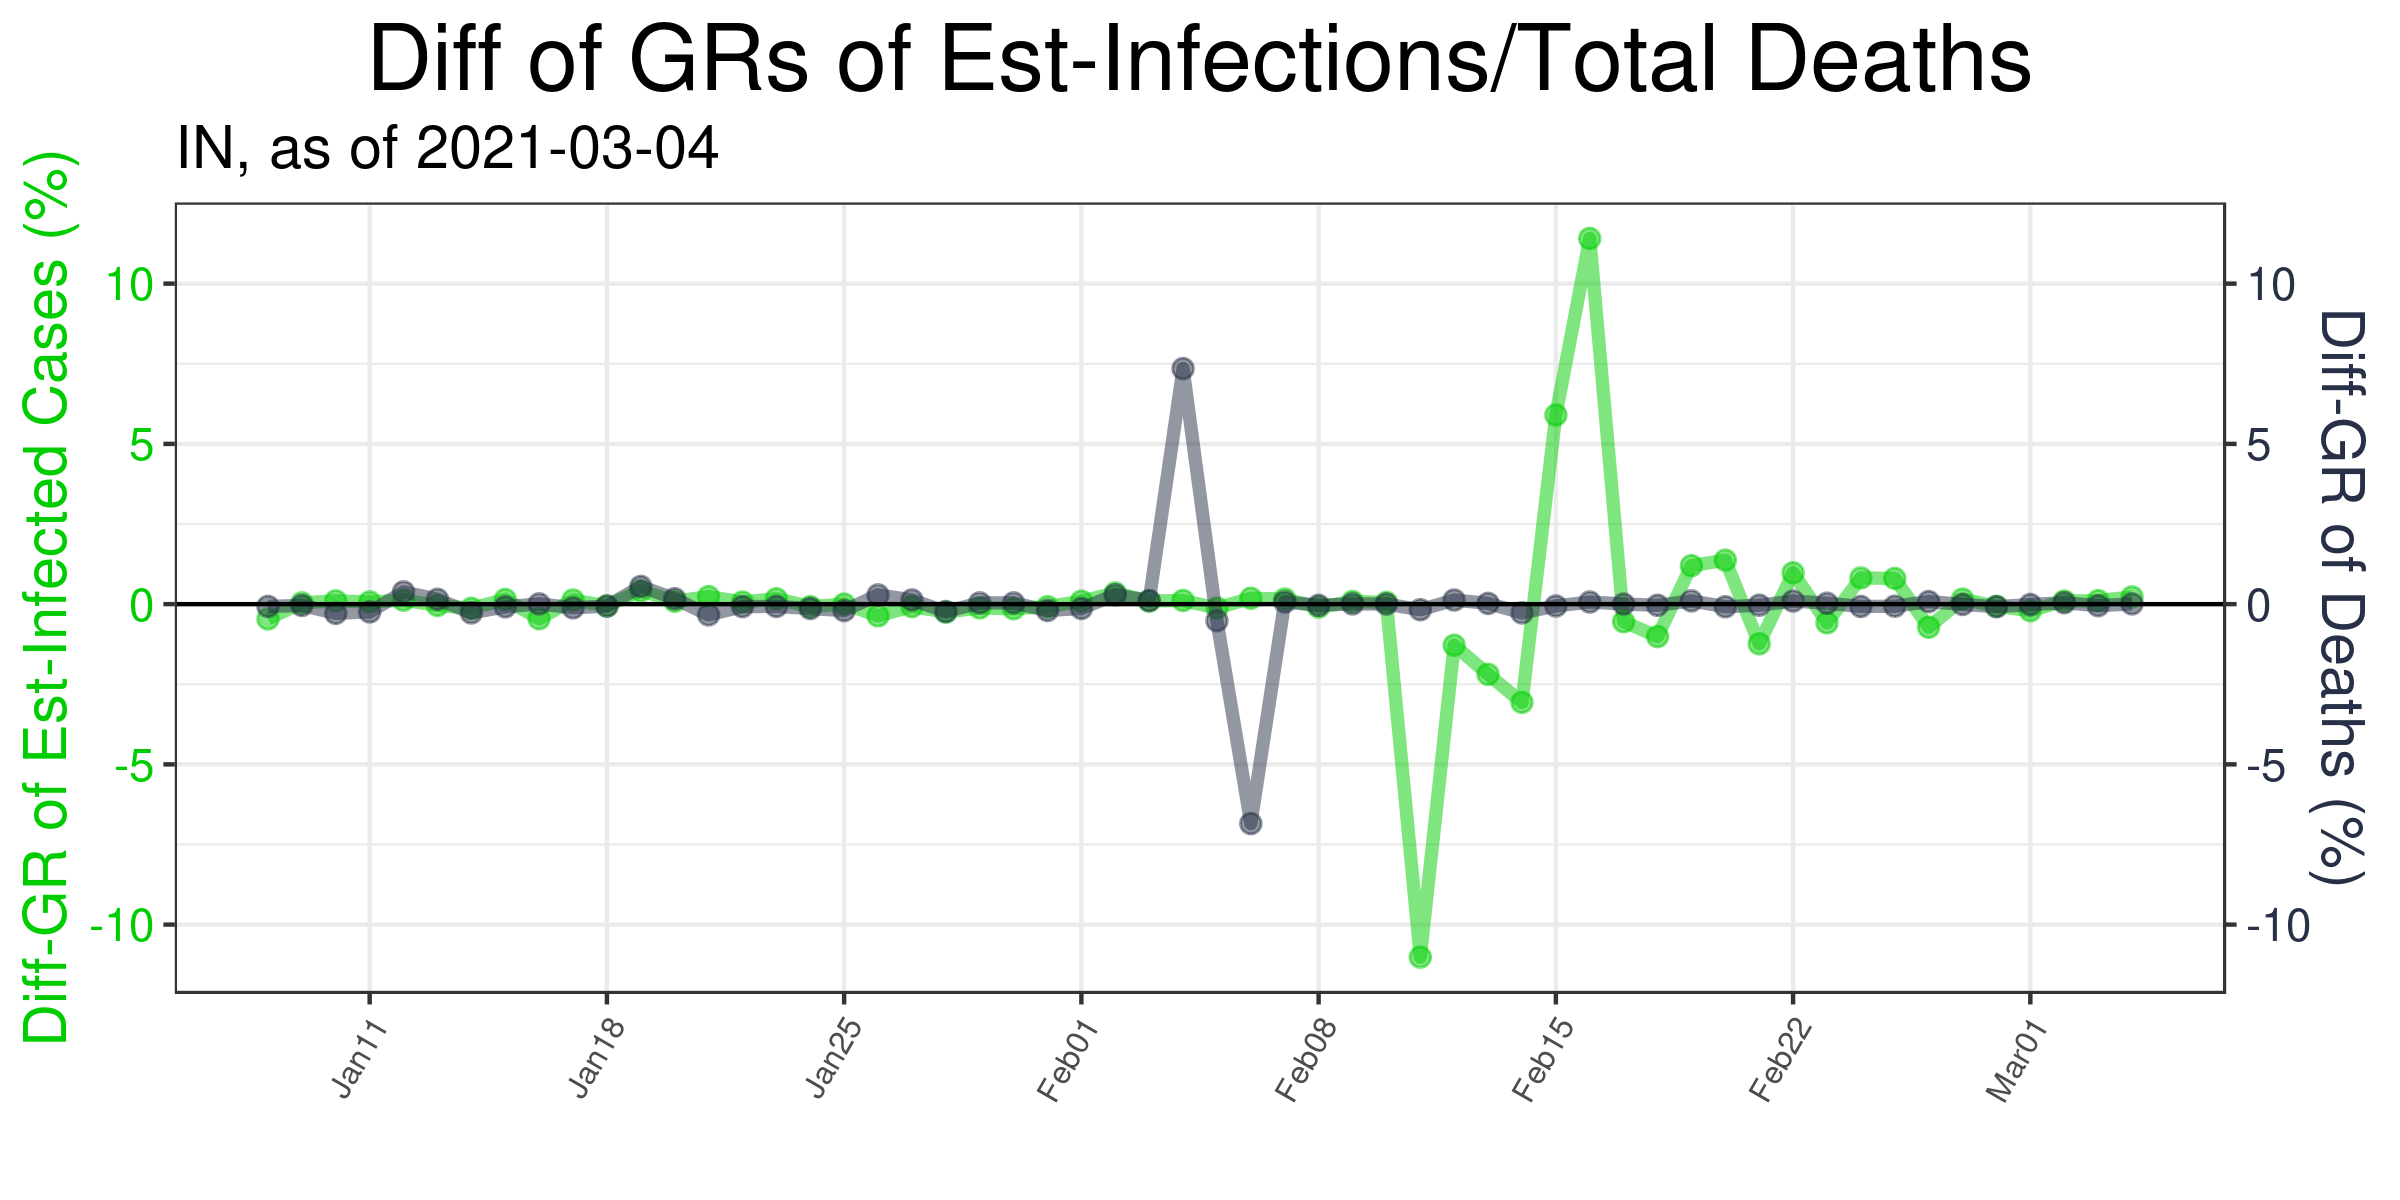 Diff of GRs of Est-Infections/Total Deaths
IN, as of 2021-03-04
Diff-GR of Est-Infected Cases (%)
10
5
0
-5
-10
10
5
0
-5
-10
Diff-GR of Deaths (%)
Jan11
Jan18
Jan25
Feb01
Feb08
Feb15
Feb22
Mar01